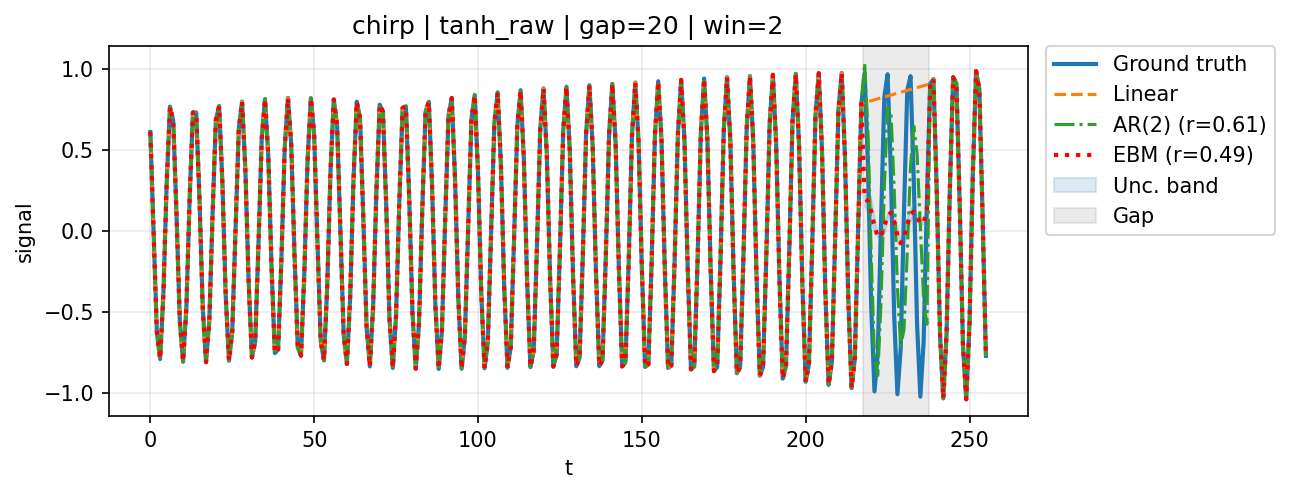 chirp | tanh_raw | gap=20 | win=2
signal
1.0
0.5
0.0
−0.5
−1.0
0
50
100
150
200
250
t
Ground truth
Linear
AR(2) (r=0.61)
EBM (r=0.49)
Unc. band
Gap